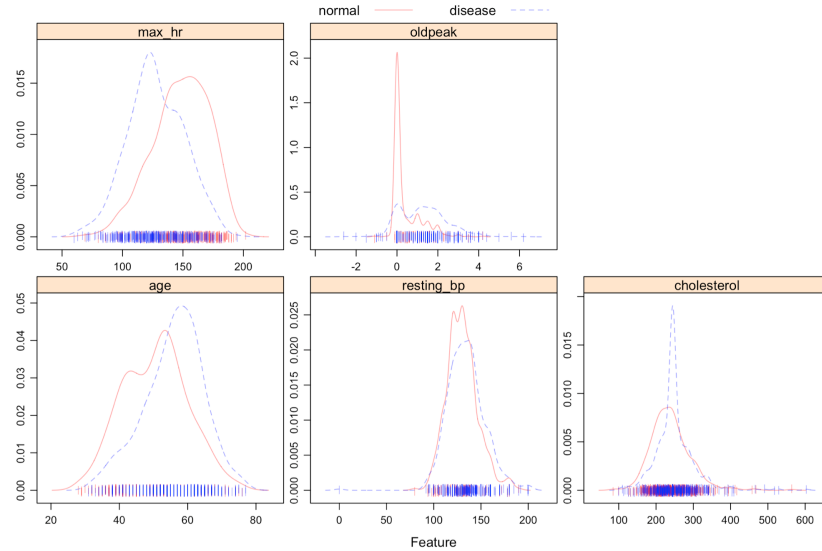 normal disease
max_hr oldpeak
0.000 0.005 0.010 0.015
50 100 150 200
0.0 0.5 1.0 1.5 2.0
-2 0 2 4 6
age resting_bp cholesterol
0.00 0.01 0.02 0.03 0.04 0.05
20 40 60 80
0.000 0.005 0.010 0.015 0.020 0.025
0 50 100 150 200
0.000 0.005 0.010 0.015
100 200 300 400 500 600
Feature